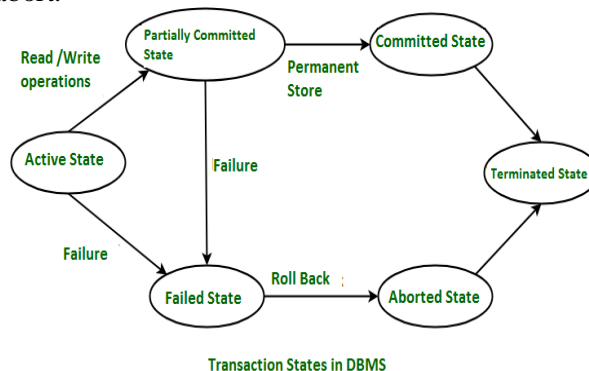 Partially Committed
State
Committed State
Read /Write
operations
Permanent
Store
Active State
Failure
Terminated State
Failure
Roll Back :
Failed State
Aborted State
Transaction States in DBMS